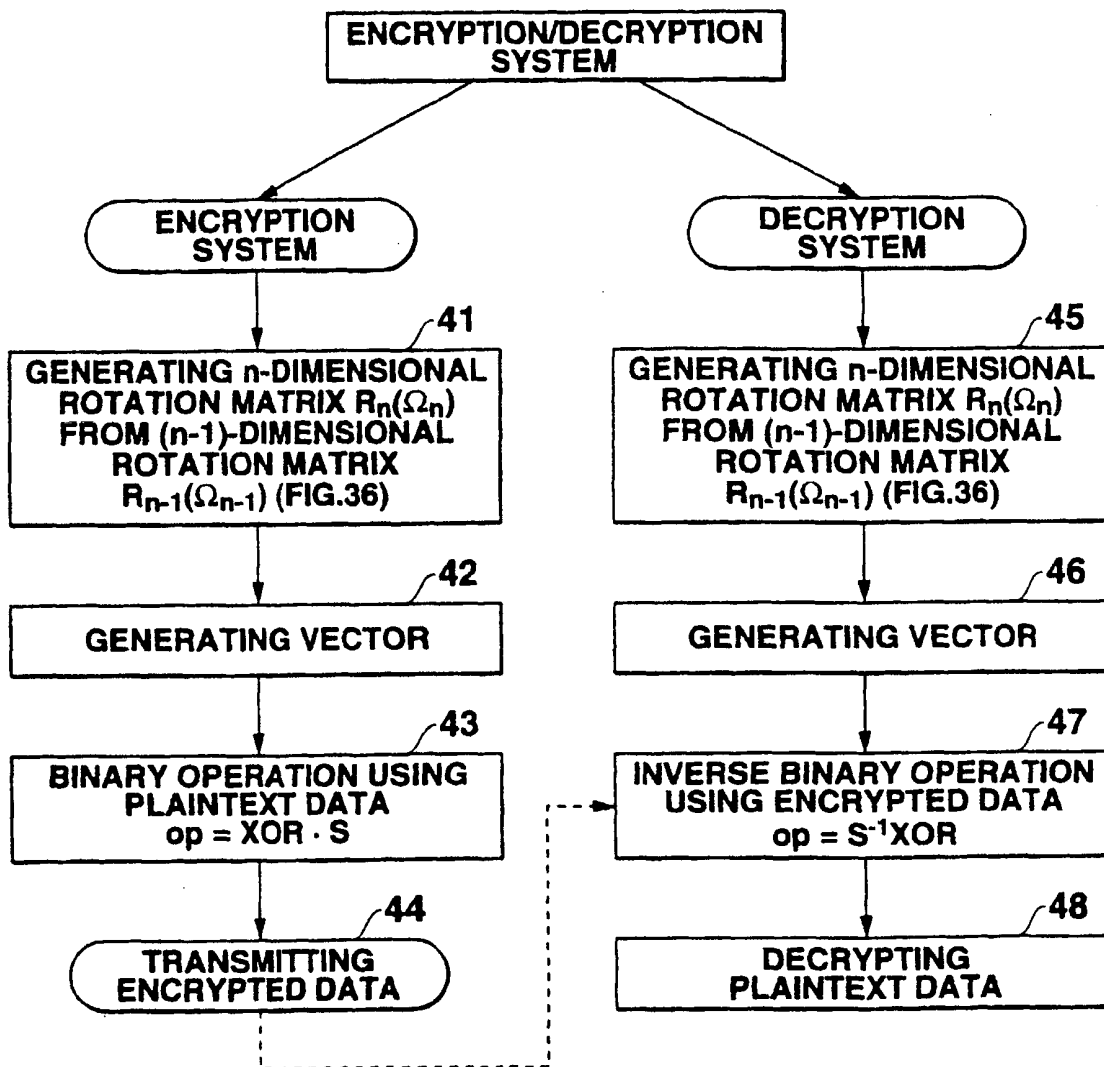 ENCRYPTION/DECRYPTION
SYSTEM
ENCRYPTION
SYSTEM
41
GENERATING n-DIMENSIONAL
ROTATION MATRIX Rn(Ωn)
FROM (n-1)-DIMENSIONAL
ROTATION MATRIX
Rn-1(Ωn-1) (FIG.36)
42
GENERATING VECTOR
43
BINARY OPERATION USING
PLAINTEXT DATA
op = XOR · S
44
TRANSMITTING
ENCRYPTED DATA
DECRYPTION
SYSTEM
45
GENERATING n-DIMENSIONAL
ROTATION MATRIX Rn(Ωn)
FROM (n-1)-DIMENSIONAL
ROTATION MATRIX
Rn-1(Ωn-1) (FIG.36)
46
GENERATING VECTOR
47
INVERSE BINARY OPERATION
USING ENCRYPTED DATA
op = S⁻¹XOR
48
DECRYPTING
PLAINTEXT DATA